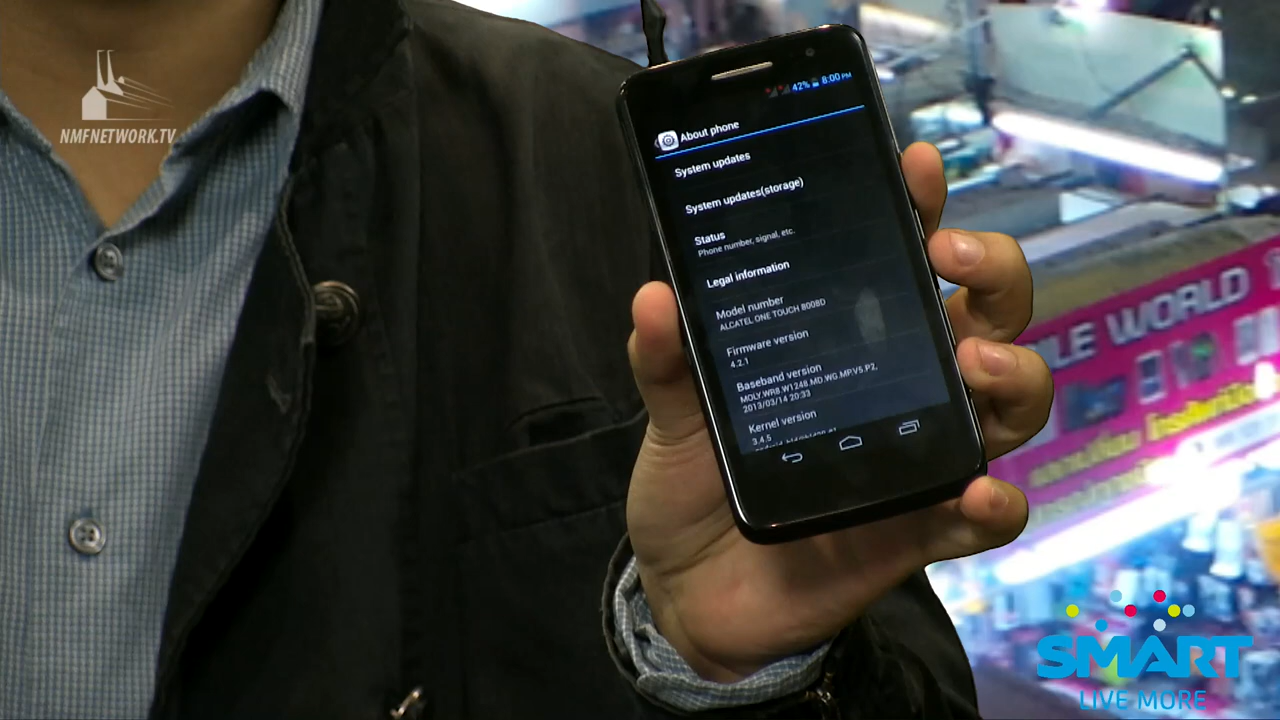 NMFNETWORK.TV
42% 8:00 PM
About phone
System updates
System updates(storage)
Status
Phone number, signal, etc.
Legal information
Model number
ALCATEL ONE TOUCH 8008D
Firmware version
4.2.1
Baseband version
MOLY.WR8.W1248.MD.WG.MP.V5.P2,
2013/03/14 20:33
Kernel version
3.4.5
WORLD
SMART
LIVE MORE